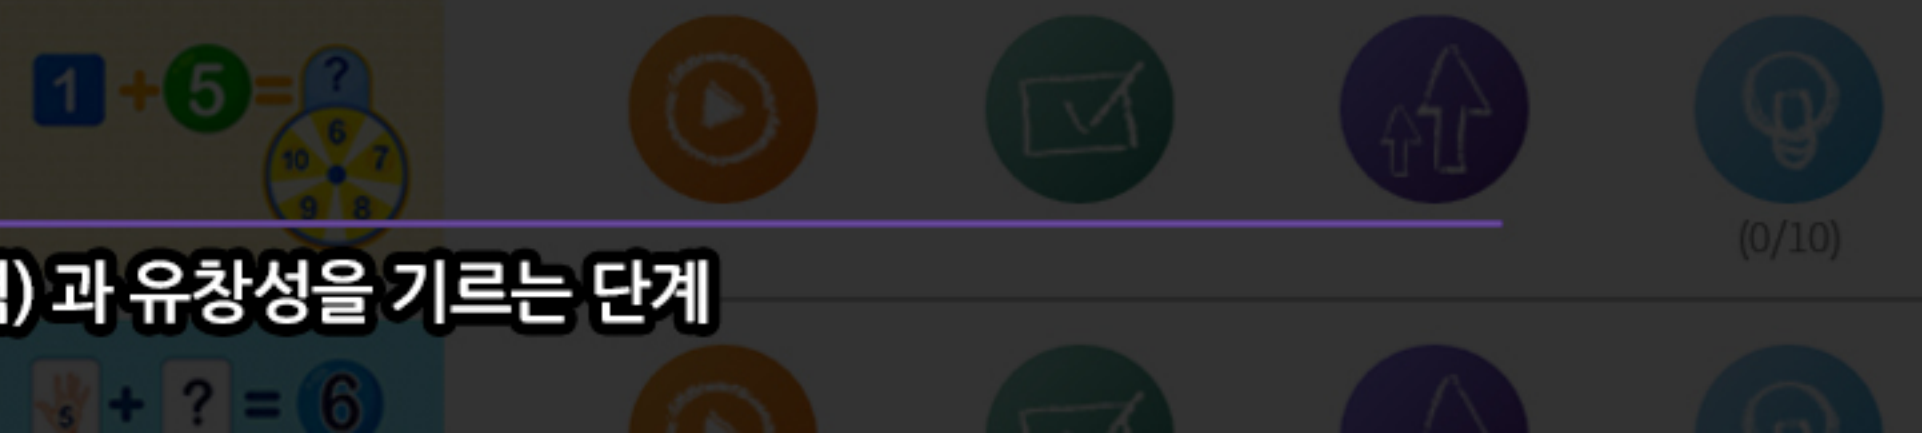 1 + 5 = ?
6
10 7
9 8
(0/10)
) 과 유창성을 기르는 단계
5 + ? = 6